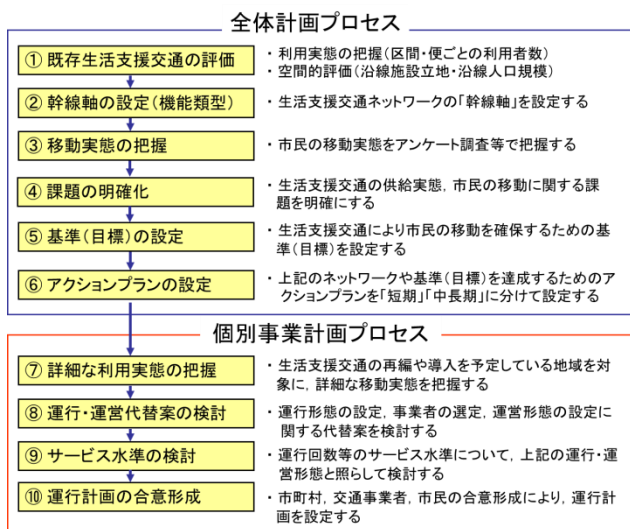 全体計画プロセス
① 既存生活支援交通の評価
・利用実態の把握(区間・便ごとの利用者数)
・空間的評価(沿線施設立地・沿線人口規模)
② 幹線軸の設定(機能類型)
・生活支援交通ネットワークの「幹線軸」を設定する
③ 移動実態の把握
・市民の移動実態をアンケート調査等で把握する
④ 課題の明確化
・生活支援交通の供給実態, 市民の移動に関する課
題を明確にする
⑤ 基準(目標)の設定
・生活支援交通により市民の移動を確保するための基
準(目標)を設定する
⑥ アクションプランの設定
・上記のネットワークや基準(目標)を達成するためのア
クションプランを「短期」「中長期」に分けて設定する
個別事業計画プロセス
⑦ 詳細な利用実態の把握
・生活支援交通の再編や導入を予定している地域を対
象に, 詳細な移動実態を把握する
⑧ 運行・運営代替案の検討
・運行形態の設定, 事業者の選定, 運営形態の設定に
関する代替案を検討する
⑨ サービス水準の検討
・運行回数等のサービス水準について, 上記の運行・運
営形態と照らして検討する
⑩ 運行計画の合意形成
・市町村, 交通事業者, 市民の合意形成により, 運行計
画を設定する